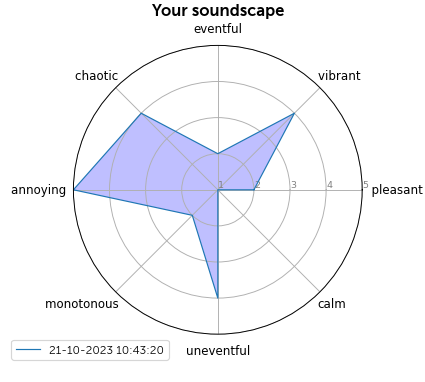 Your soundscape
eventful
chaotic
vibrant
annoying
1 2 3 4 5
pleasant
monotonous
calm
uneventful
21-10-2023 10:43:20